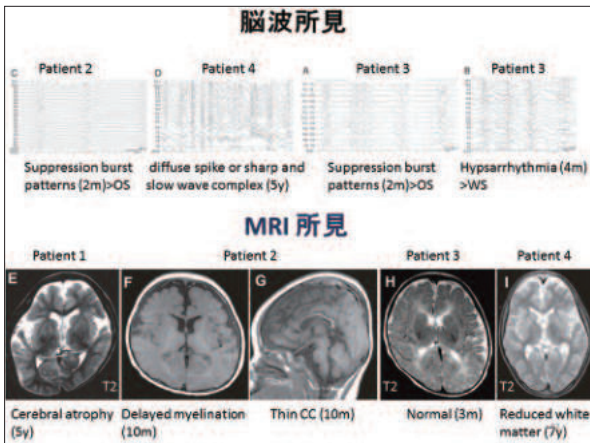 脳波所見
C Patient 2 D Patient 4 A Patient 3 B Patient 3
Suppression burst patterns (2m)>OS
diffuse spike or sharp and slow wave complex (5y)
Suppression burst patterns (2m)>OS
Hypsarrhythmia (4m) >WS
MRI 所見
Patient 1 Patient 2 Patient 3 Patient 4
E F G H I
T2 T2 T2
Cerebral atrophy (5y)
Delayed myelination (10m)
Thin CC (10m)
Normal (3m)
Reduced white matter (7y)